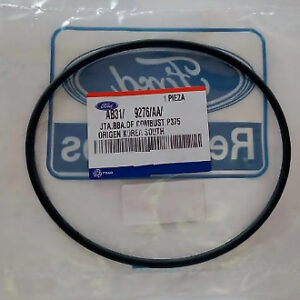 Ford
Ford
1 PIEZA
AB31/ 9276/AA/
JTA.BBA.DE COMBUST.P375
ORIGEN KOREA SOUTH